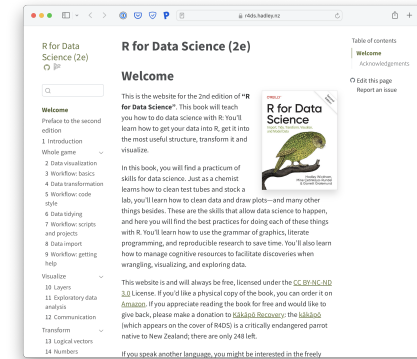 r4ds.hadley.nz
R for Data
Science (2e)
Welcome
Preface to the second
edition
1 Introduction
Whole game
2 Data visualization
3 Workflow: basics
4 Data transformation
5 Workflow: code
style
6 Data tidying
7 Workflow: scripts
and projects
8 Data import
9 Workflow: getting
help
Visualize
10 Layers
11 Exploratory data
analysis
12 Communication
Transform
13 Logical vectors
14 Numbers
R for Data Science (2e)
Welcome
This is the website for the 2nd edition of “R
for Data Science”. This book will teach
you how to do data science with R: You’ll
learn how to get your data into R, get it into
the most useful structure, transform it and
visualize.
In this book, you will find a practicum of
skills for data science. Just as a chemist
learns how to clean test tubes and stock a
lab, you’ll learn how to clean data and draw plots—and many other
things besides. These are the skills that allow data science to happen,
and here you will find the best practices for doing each of these things
with R. You’ll learn how to use the grammar of graphics, literate
programming, and reproducible research to save time. You’ll also learn
how to manage cognitive resources to facilitate discoveries when
wrangling, visualizing, and exploring data.
This website is and will always be free, licensed under the CC BY-NC-ND
3.0 License. If you’d like a physical copy of the book, you can order it on
Amazon. If you appreciate reading the book for free and would like to
give back, please make a donation to Kākāpō Recovery: the kākāpō
(which appears on the cover of R4DS) is a critically endangered parrot
native to New Zealand; there are only 248 left.
If you speak another language, you might be interested in the freely
O'REILLY
R for Data
Science
Import, Tidy, Transform, Visualize,
and Model Data
Hadley Wickham,
Mine Çetinkaya-Rundel
& Garrett Grolemund
Table of contents
Welcome
Acknowledgements
Edit this page
Report an issue